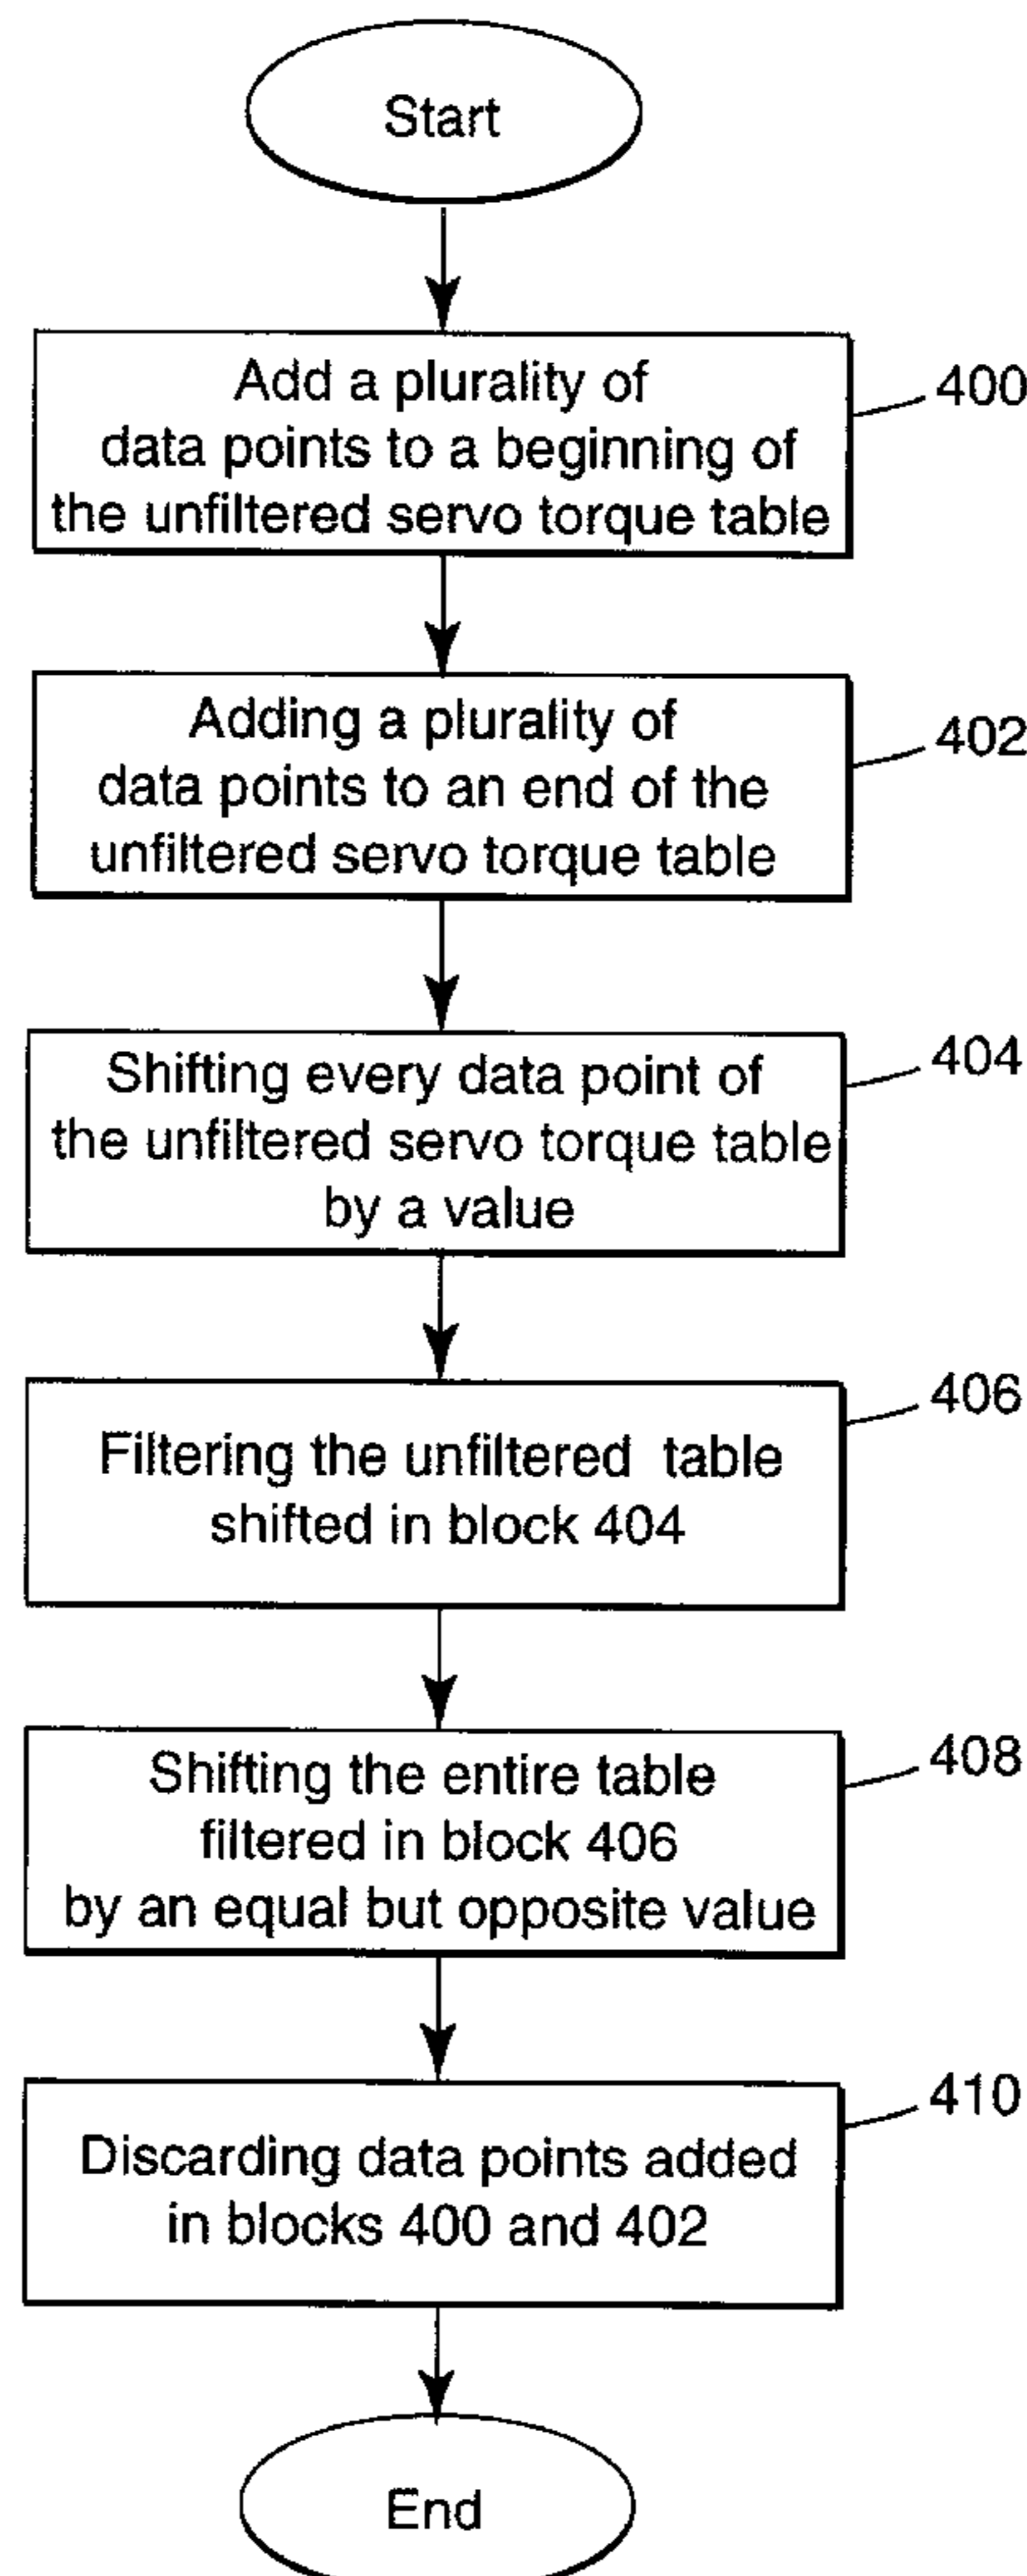 Start
Add a plurality of
data points to a beginning of
the unfiltered servo torque table
400
Adding a plurality of
data points to an end of the
unfiltered servo torque table
402
Shifting every data point of
the unfiltered servo torque table
by a value
404
Filtering the unfiltered table
shifted in block 404
406
Shifting the entire table
filtered in block 406
by an equal but opposite value
408
Discarding data points added
in blocks 400 and 402
410
End